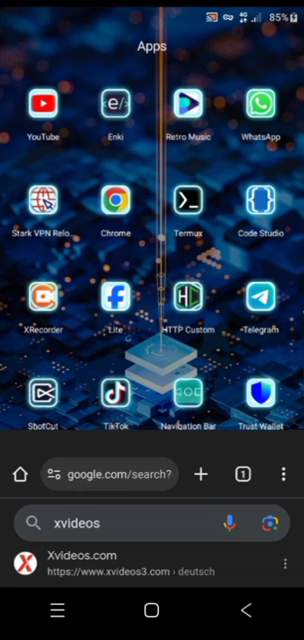 85%
Apps
YouTube
Enki
Retro Music
WhatsApp
Stark VPN Relo...
Chrome
Termux
Code Studio
XRecorder
Lite
HTTP Custom
Telegram
ShotCut
TikTok
Navigation Bar
Trust Wallet
google.com/search?
1
xvideos
Xvideos.com
https://www.xvideos3.com › deutsch